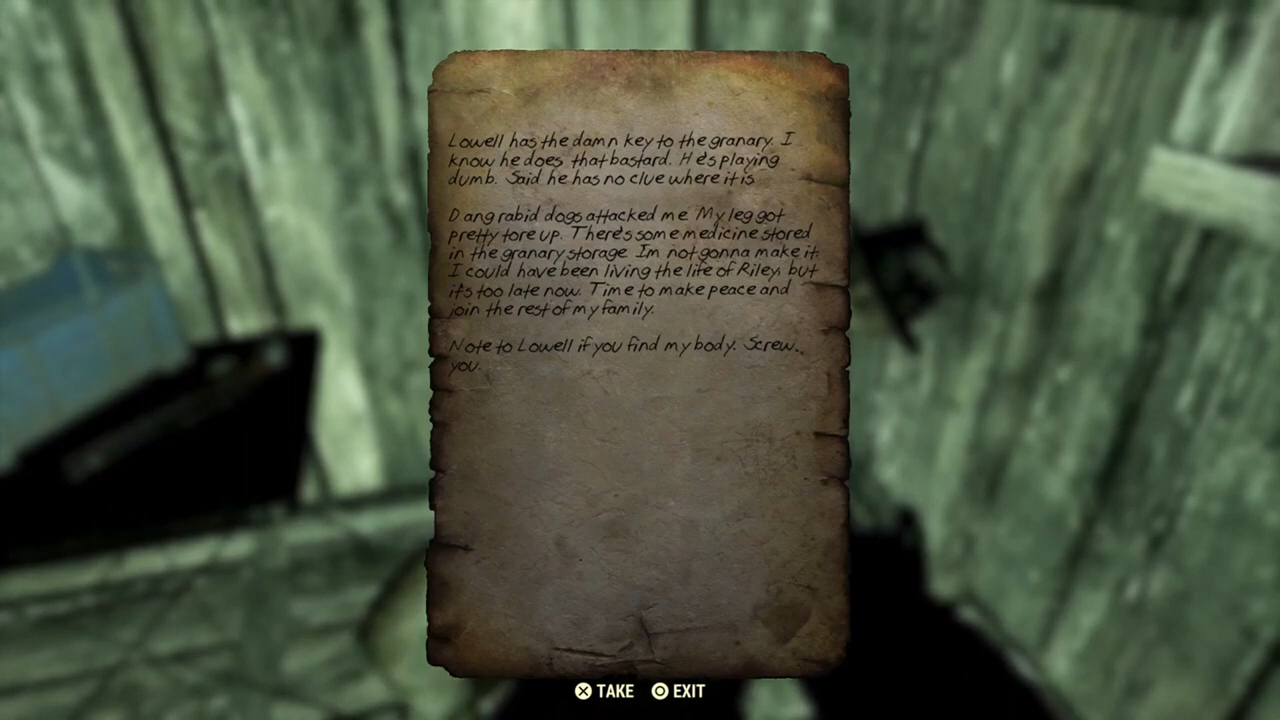 Lowell has the damn key to the granary. I
know he does, that bastard. He's playing
dumb. Said he has no clue where it is.
Dang rabid dogs attacked me. My leg got
pretty tore up. There's some medicine stored
in the granary storage. Im not gonna make it.
I could have been living the life of Riley, but
it's too late now. Time to make peace and
join the rest of my family.
Note to Lowell if you find my body. Screw..
you.
TAKE EXIT